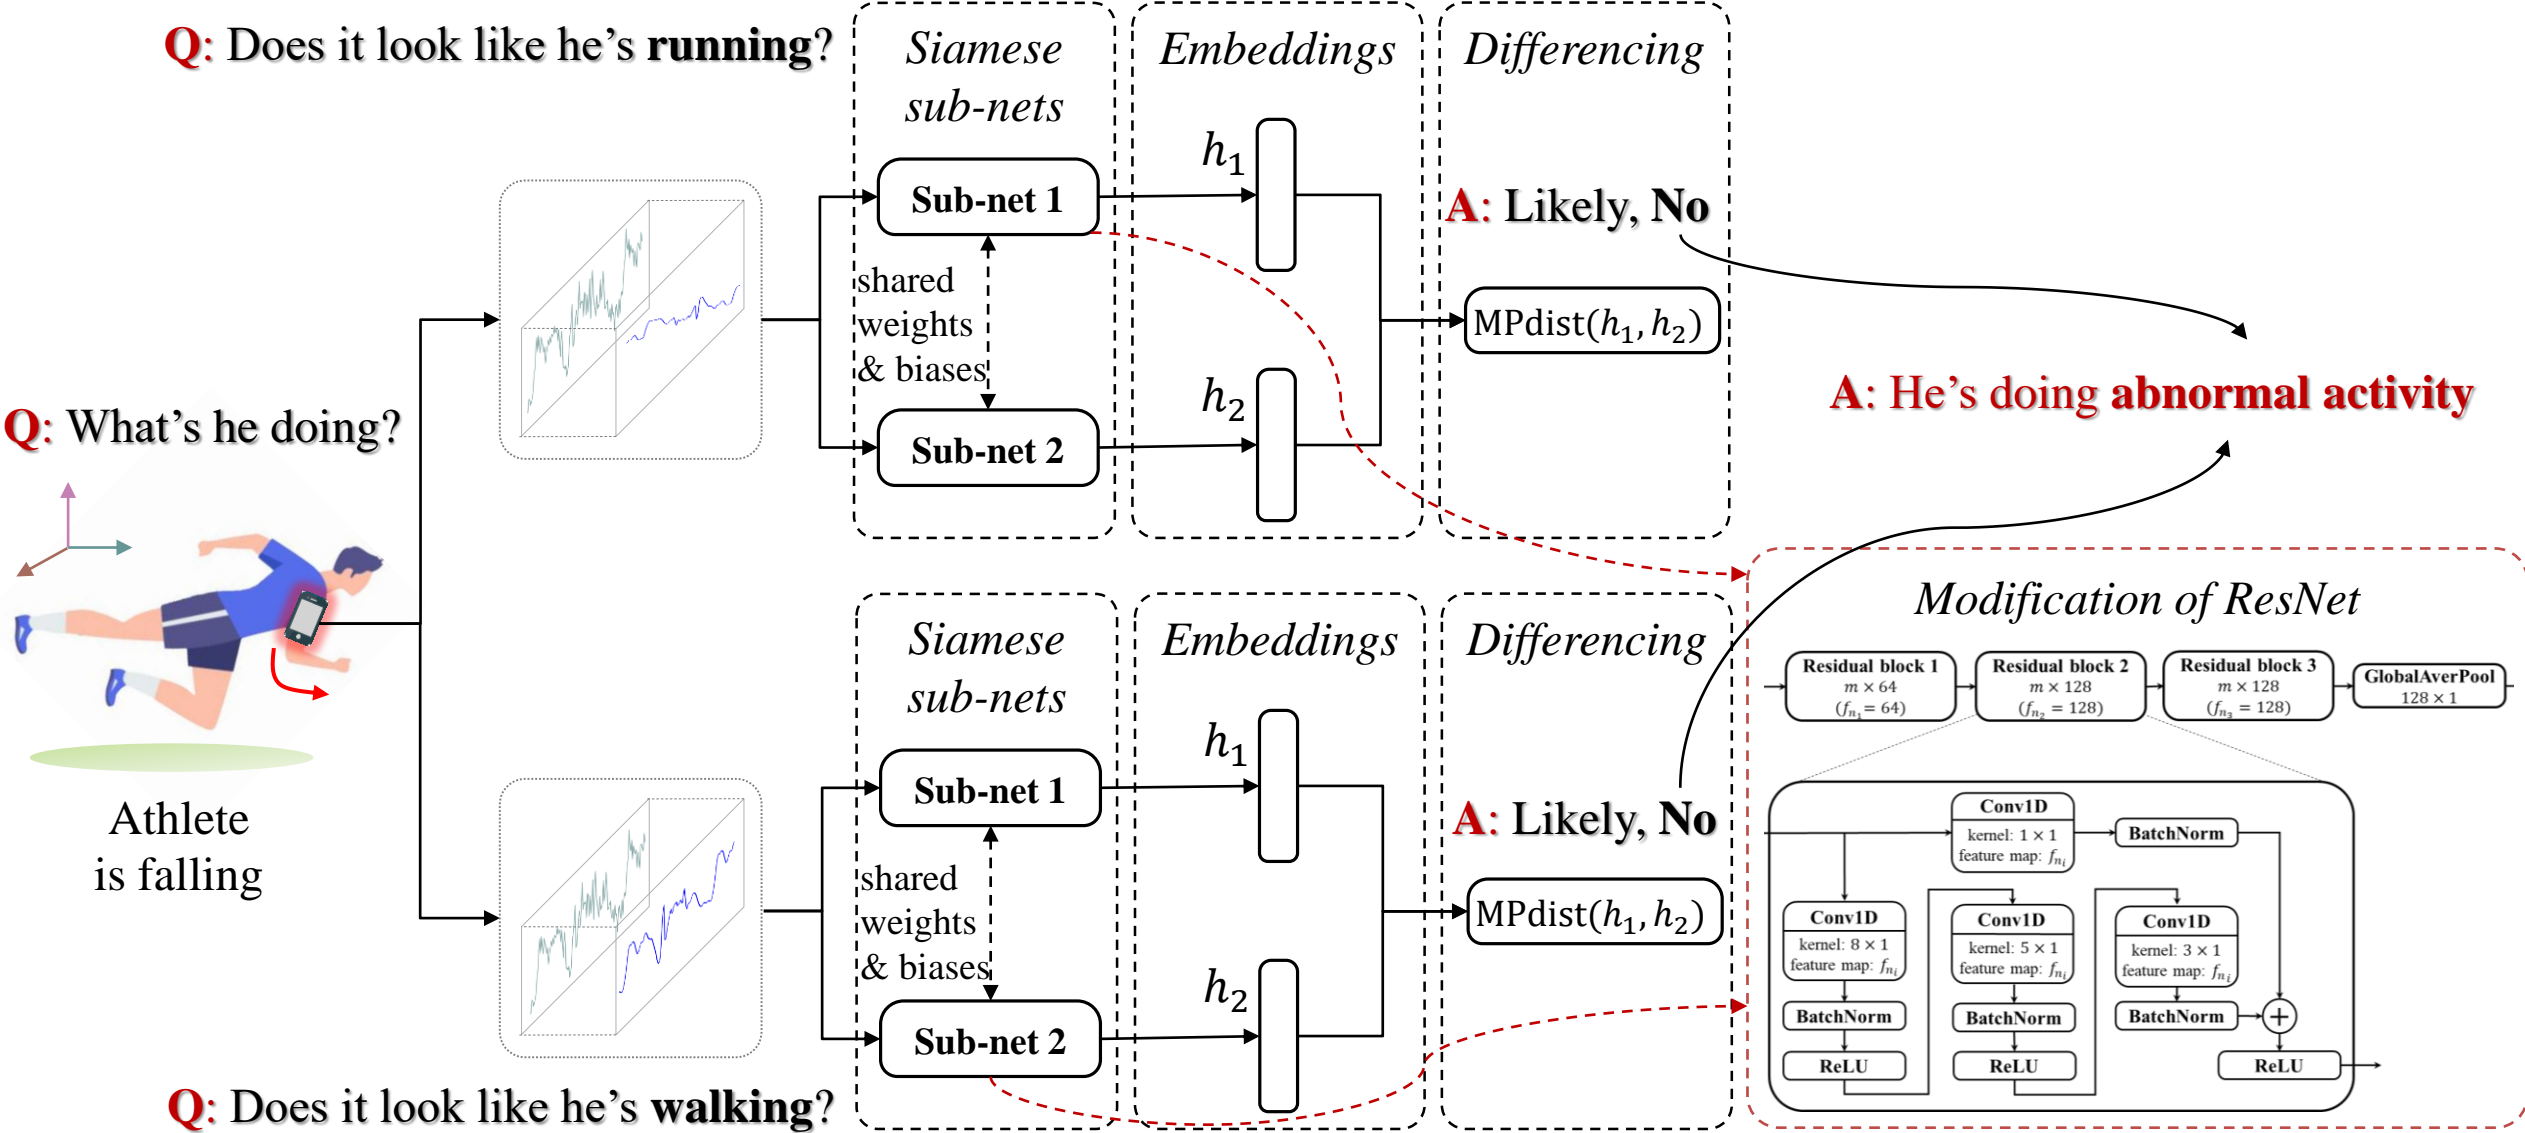 Q: Does it look like he's running?
Siamese
sub-nets
Embeddings
Differencing
h₁
Sub-net 1
A: Likely, No
shared
weights
& biases
MPdist(h₁, h₂)
h₂
Sub-net 2
A: He's doing abnormal activity
Q: What's he doing?
Athlete
is falling
Siamese
sub-nets
Embeddings
Differencing
h₁
Sub-net 1
A: Likely, No
shared
weights
& biases
MPdist(h₁, h₂)
h₂
Sub-net 2
Q: Does it look like he's walking?
Modification of ResNet
Residual block 1
m × 64
(fn₁ = 64)
Residual block 2
m × 128
(fn₂ = 128)
Residual block 3
m × 128
(fn₃ = 128)
GlobalAverPool
128 × 1
Conv1D
kernel: 1 × 1
feature map: fnᵢ
BatchNorm
Conv1D
kernel: 8 × 1
feature map: fnᵢ
BatchNorm
ReLU
Conv1D
kernel: 5 × 1
feature map: fnᵢ
BatchNorm
ReLU
Conv1D
kernel: 3 × 1
feature map: fnᵢ
BatchNorm
+
ReLU